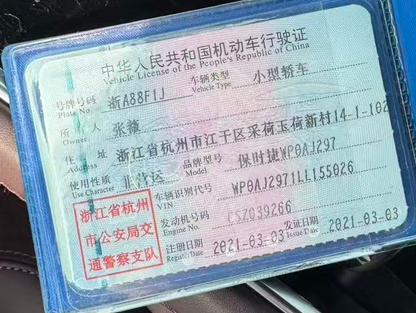 中华人民共和国机动车行驶证
Vehicle License of the People's Republic of China
号牌号码 浙A88F1J 车辆类型 小型轿车
Plate No. Vehicle Type
所有人 张薇
Owner
住址 浙江省杭州市江干区采荷玉荷新村14-1-102
Address
使用性质 非营运 品牌型号 保时捷WP0AJ297
Use Character Model
车辆识别代号 WP0AJ2971LL155026
VIN
浙江省杭州
市公安局交
通警察支队
发动机号码 CSZ039266
Engine No.
注册日期 2021-03-03 发证日期 2021-03-03
Register Date Issue Date